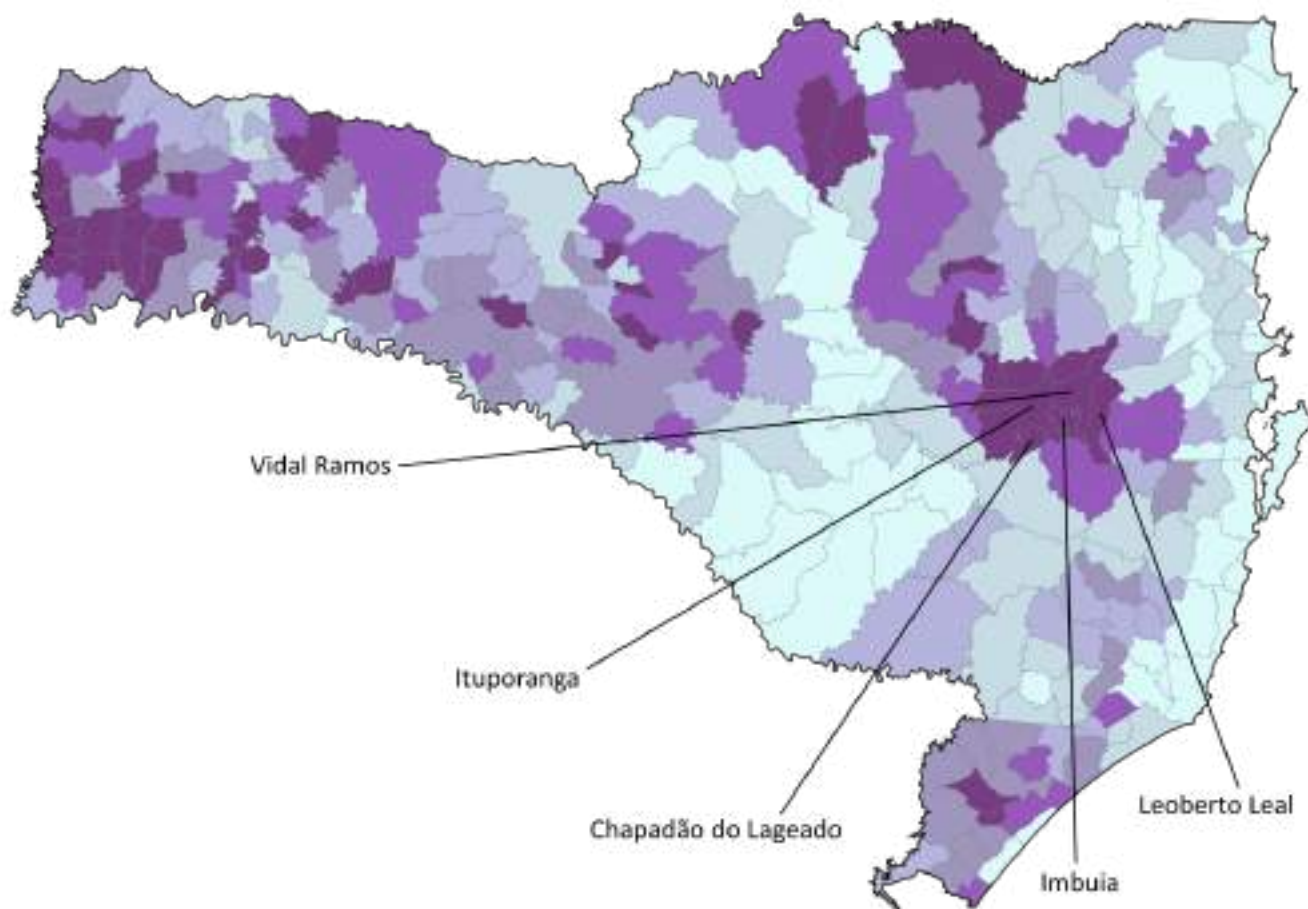 Vidal Ramos
Ituporanga
Chapadão do Lageado
Leoberto Leal
Imbuia